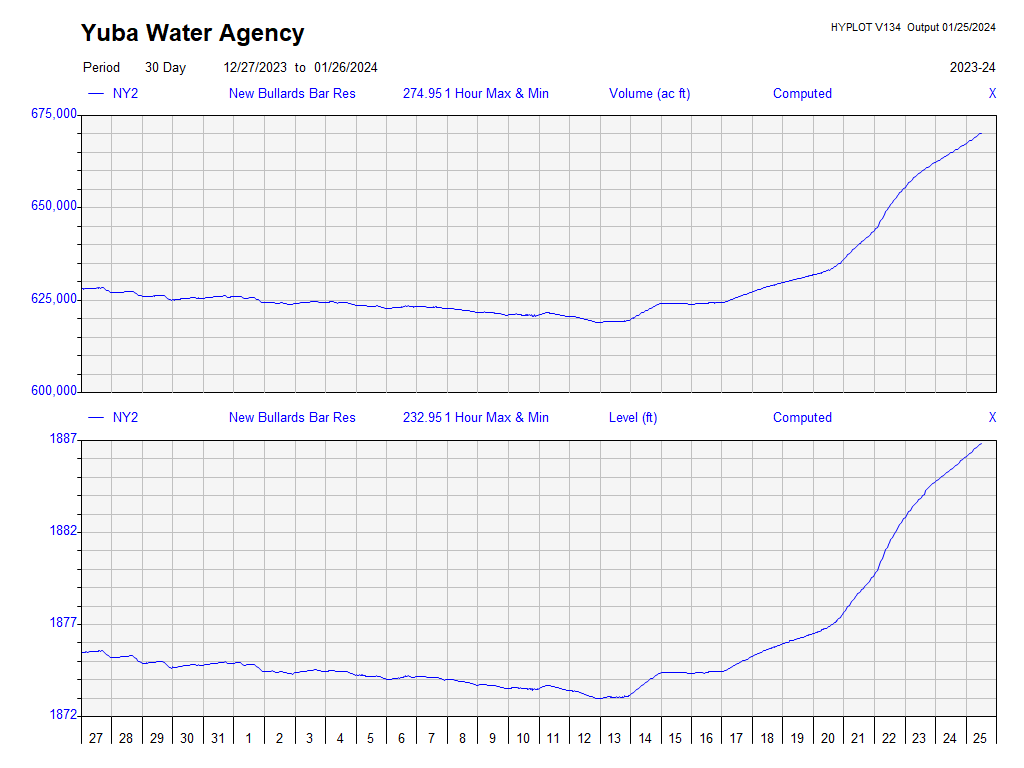 Yuba Water Agency
HYPLOT V134 Output 01/25/2024
Period 30 Day 12/27/2023 to 01/26/2024 2023-24
NY2 New Bullards Bar Res 274.95 1 Hour Max & Min Volume (ac ft) Computed X
675,000
650,000
625,000
600,000
NY2 New Bullards Bar Res 232.95 1 Hour Max & Min Level (ft) Computed X
1887
1882
1877
1872
27 28 29 30 31 1 2 3 4 5 6 7 8 9 10 11 12 13 14 15 16 17 18 19 20 21 22 23 24 25